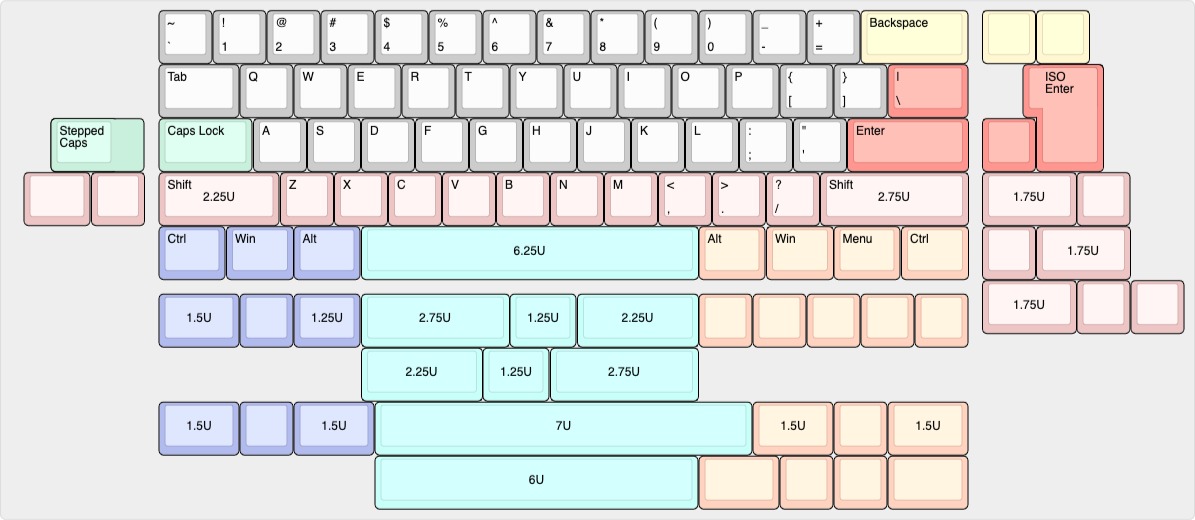 ~ ! @ # $ % ^ & * ( ) _ + Backspace
` 1 2 3 4 5 6 7 8 9 0 - =
Tab Q W E R T Y U I O P { } | ISO
Enter
[ ] \
Stepped
Caps
Caps Lock A S D F G H J K L : " Enter
; '
Shift 2.25U Z X C V B N M < > ? Shift 2.75U 1.75U
, . /
Ctrl Win Alt 6.25U Alt Win Menu Ctrl 1.75U
1.5U 1.25U 2.75U 1.25U 2.25U 1.75U
2.25U 1.25U 2.75U
1.5U 1.5U 7U 1.5U 1.5U
6U